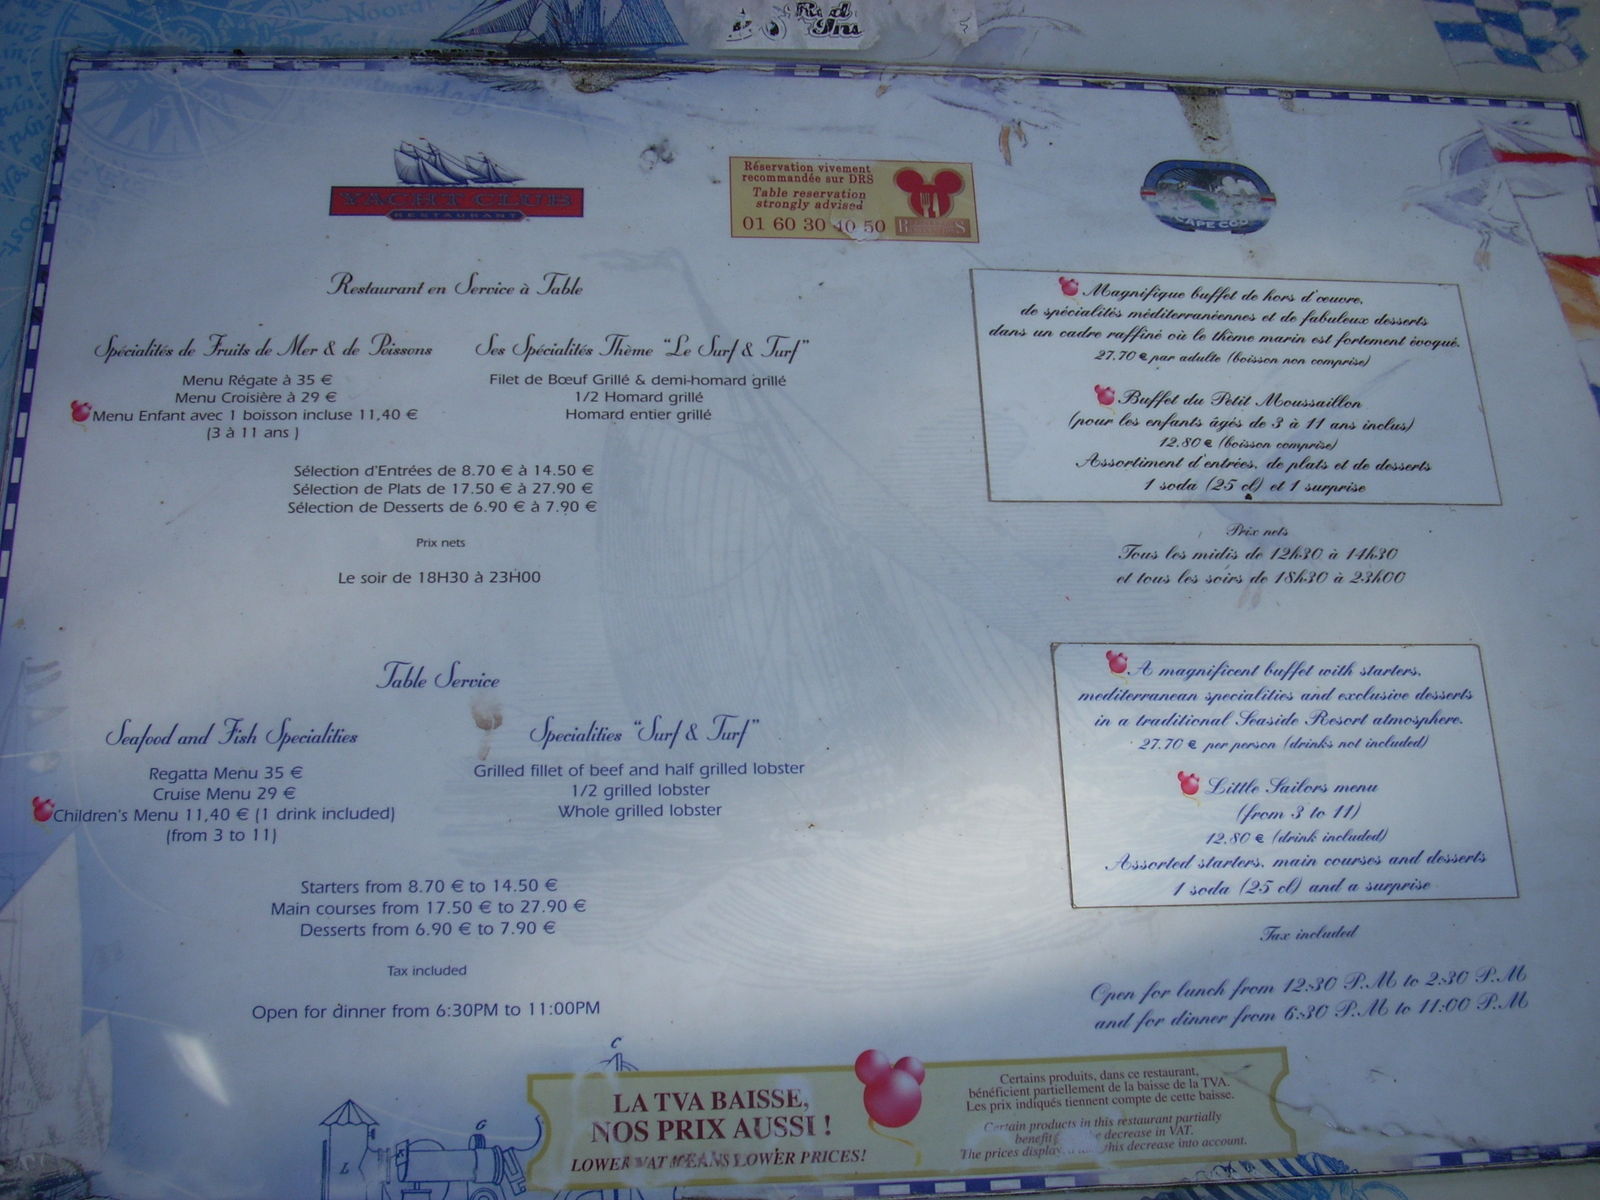 YACHT CLUB
RESTAURANT
Réservation vivement
recommandée sur DRS
Table reservation
strongly advised
01 60 30 40 50
CAPE COD
Restaurant en Service à Table
Spécialités de Fruits de Mer & de Poissons
Menu Régate à 35 €
Menu Croisière à 29 €
Menu Enfant avec 1 boisson incluse 11,40 €
(3 à 11 ans )
Ses Spécialités Thème "Le Surf & Turf"
Filet de Bœuf Grillé & demi-homard grillé
1/2 Homard grillé
Homard entier grillé
Sélection d'Entrées de 8.70 € à 14.50 €
Sélection de Plats de 17.50 € à 27.90 €
Sélection de Desserts de 6.90 € à 7.90 €
Prix nets
Le soir de 18H30 à 23H00
Magnifique buffet de hors d'œuvre,
de spécialités méditerranéennes et de fabuleux desserts
dans un cadre raffiné où le thème marin est fortement évoqué.
27.70 € par adulte (boisson non comprise)
Buffet du Petit Moussaillon
(pour les enfants âgés de 3 à 11 ans inclus)
12.80 € (boisson comprise)
Assortiment d'entrées, de plats et de desserts
1 soda (25 cl) et 1 surprise
Prix nets
Tous les midis de 12h30 à 14h30
et tous les soirs de 18h30 à 23h00
Table Service
Seafood and Fish Specialities
Regatta Menu 35 €
Cruise Menu 29 €
Children's Menu 11,40 € (1 drink included)
(from 3 to 11)
Specialities "Surf & Turf"
Grilled fillet of beef and half grilled lobster
1/2 grilled lobster
Whole grilled lobster
Starters from 8.70 € to 14.50 €
Main courses from 17.50 € to 27.90 €
Desserts from 6.90 € to 7.90 €
Tax included
Open for dinner from 6:30PM to 11:00PM
A magnificent buffet with starters,
mediterranean specialities and exclusive desserts
in a traditional Seaside Resort atmosphere.
27.70 € per person (drinks not included)
Little Sailors menu
(from 3 to 11)
12.80 € (drink included)
Assorted starters, main courses and desserts
1 soda (25 cl) and a surprise
Tax included
Open for lunch from 12:30 P.M to 2:30 P.M
and for dinner from 6:30 P.M to 11:00 P.M
LA TVA BAISSE,
NOS PRIX AUSSI !
LOWER VAT MEANS LOWER PRICES!
Certains produits, dans ce restaurant,
bénéficient partiellement de la baisse de la TVA.
Les prix indiqués tiennent compte de cette baisse.
Certain products in this restaurant partially
benefit decrease in VAT.
The prices this decrease into account.